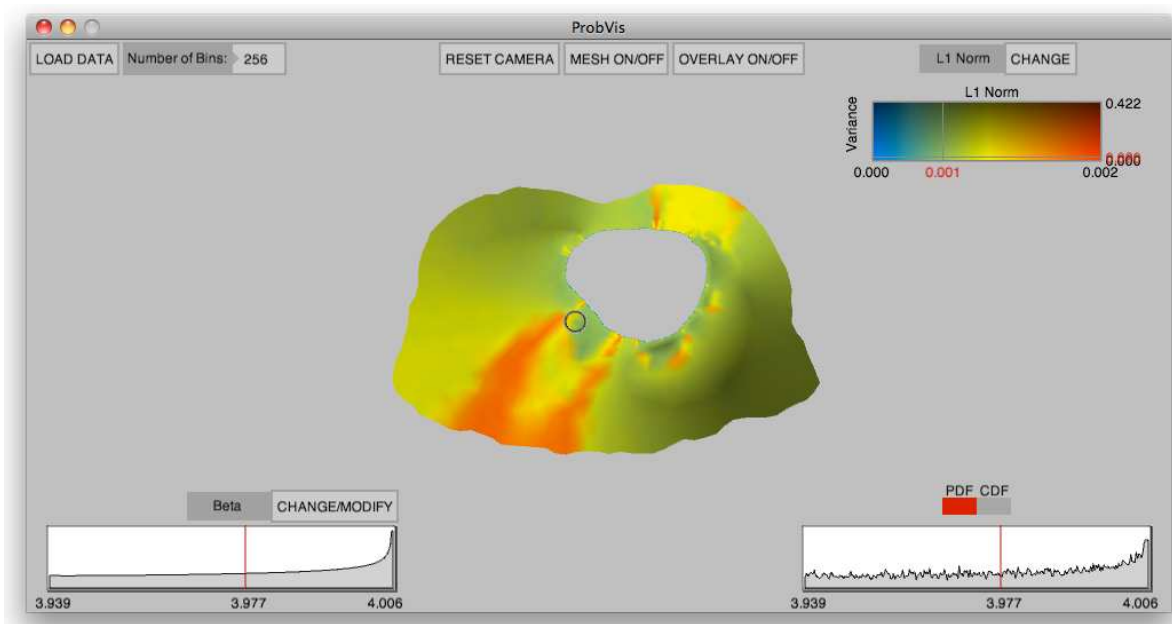 ProbVis
LOAD DATA Number of Bins: 256 RESET CAMERA MESH ON/OFF OVERLAY ON/OFF L1 Norm CHANGE
L1 Norm
Variance
0.422
0.000
0.000 0.001 0.002
PDF CDF
Beta CHANGE/MODIFY
3.939 3.977 4.006 3.939 3.977 4.006